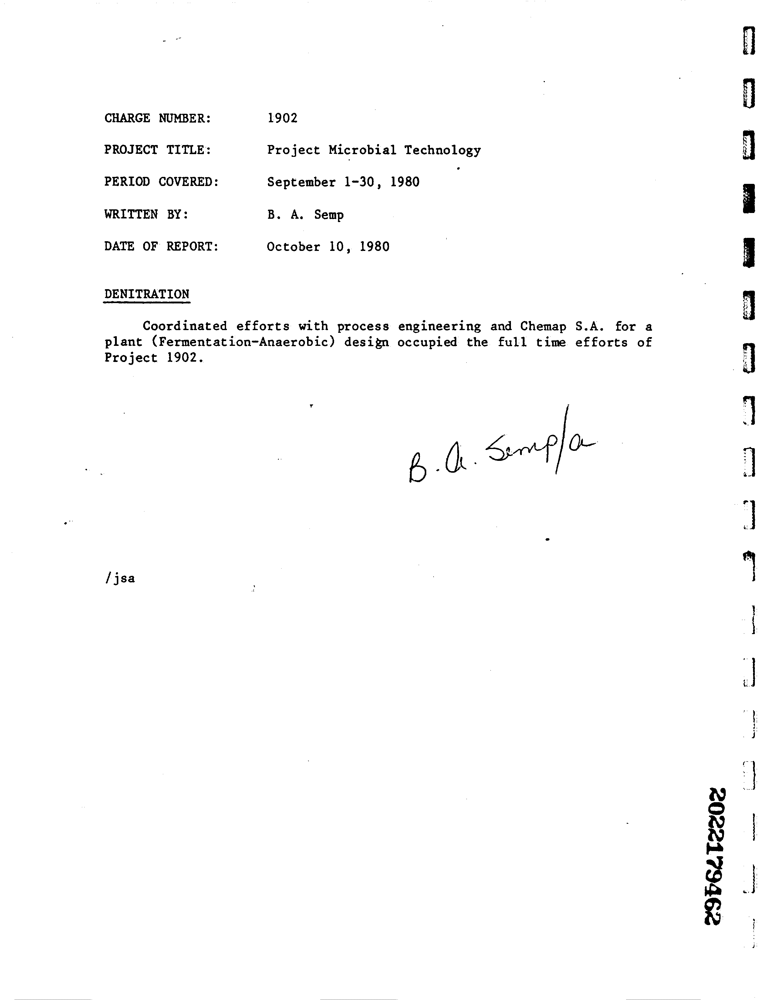 CHARGE NUMBER: 1902
PROJECT TITLE: Project Microbial Technology
PERIOD COVERED: September 1-30, 1980
WRITTEN BY: B. A. Semp
DATE OF REPORT: October 10, 1980
DENITRATION
Coordinated efforts with process engineering and Chemap S.A. for a
plant (Fermentation-Anaerobic) design occupied the full time efforts of
Project 1902.
B. A. Semp/a
/jsa
2022179462